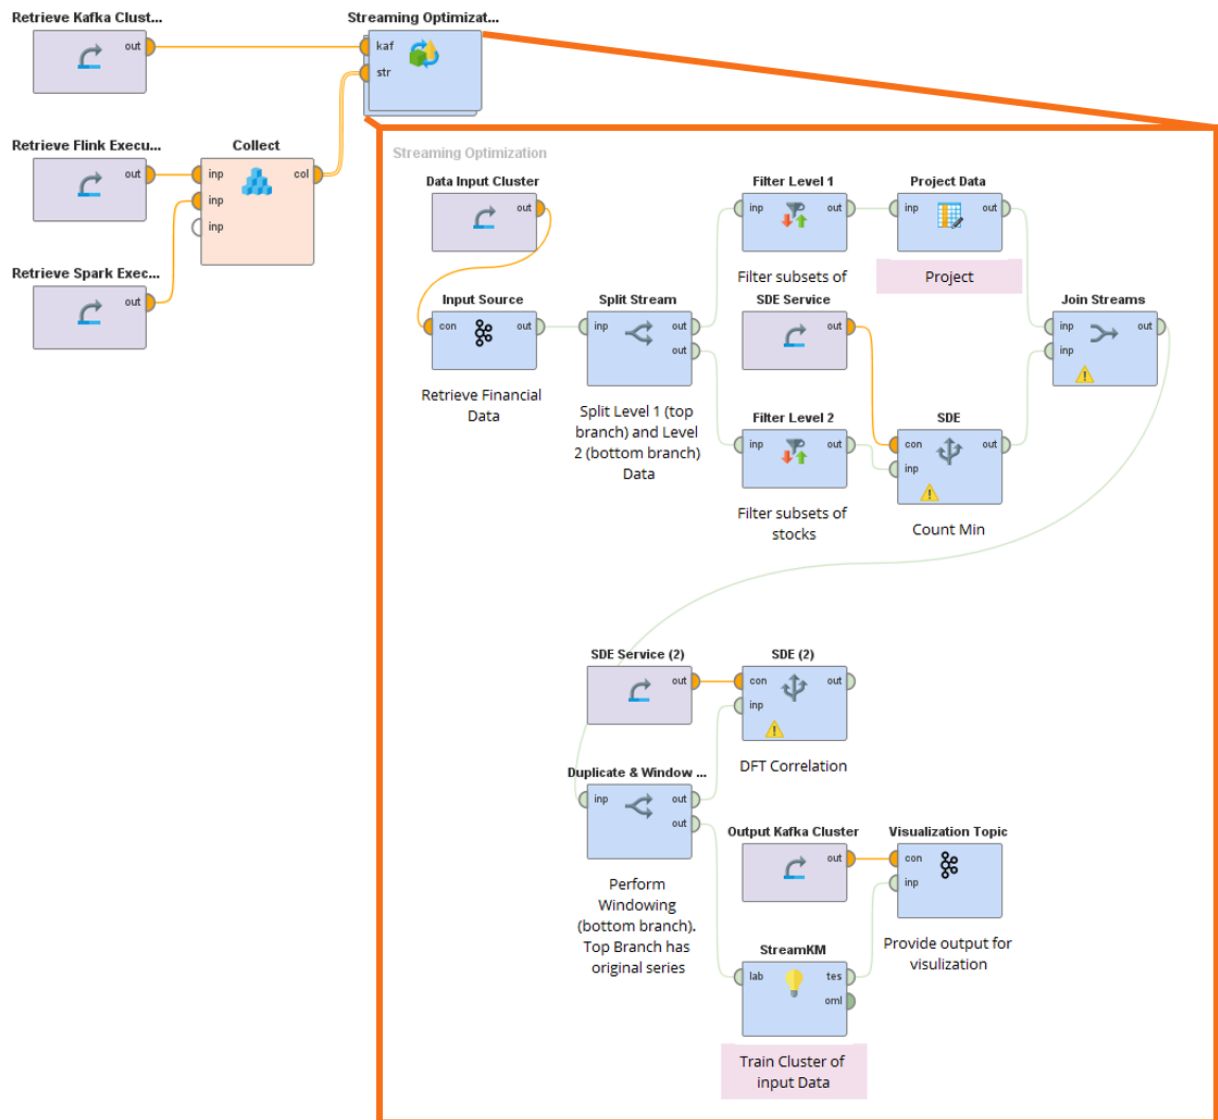 Retrieve Kafka Clust...
out
Streaming Optimizat...
kaf
str
Retrieve Flink Execu...
out
Collect
inp
col
inp
inp
Retrieve Spark Exec...
out
Streaming Optimization
Data Input Cluster
out
Filter Level 1
inp
out
Filter subsets of
Project Data
inp
out
Project
Input Source
con
out
Retrieve Financial
Data
Split Stream
inp
out
out
Split Level 1 (top
branch) and Level
2 (bottom branch)
Data
SDE Service
out
Join Streams
inp
out
inp
Filter Level 2
inp
out
Filter subsets of
stocks
SDE
con
out
inp
Count Min
SDE Service (2)
out
SDE (2)
con
out
inp
DFT Correlation
Duplicate & Window ...
inp
out
out
Perform
Windowing
(bottom branch).
Top Branch has
original series
Output Kafka Cluster
out
Visualization Topic
con
inp
Provide output for
visulization
StreamKM
lab
tes
oml
Train Cluster of
input Data